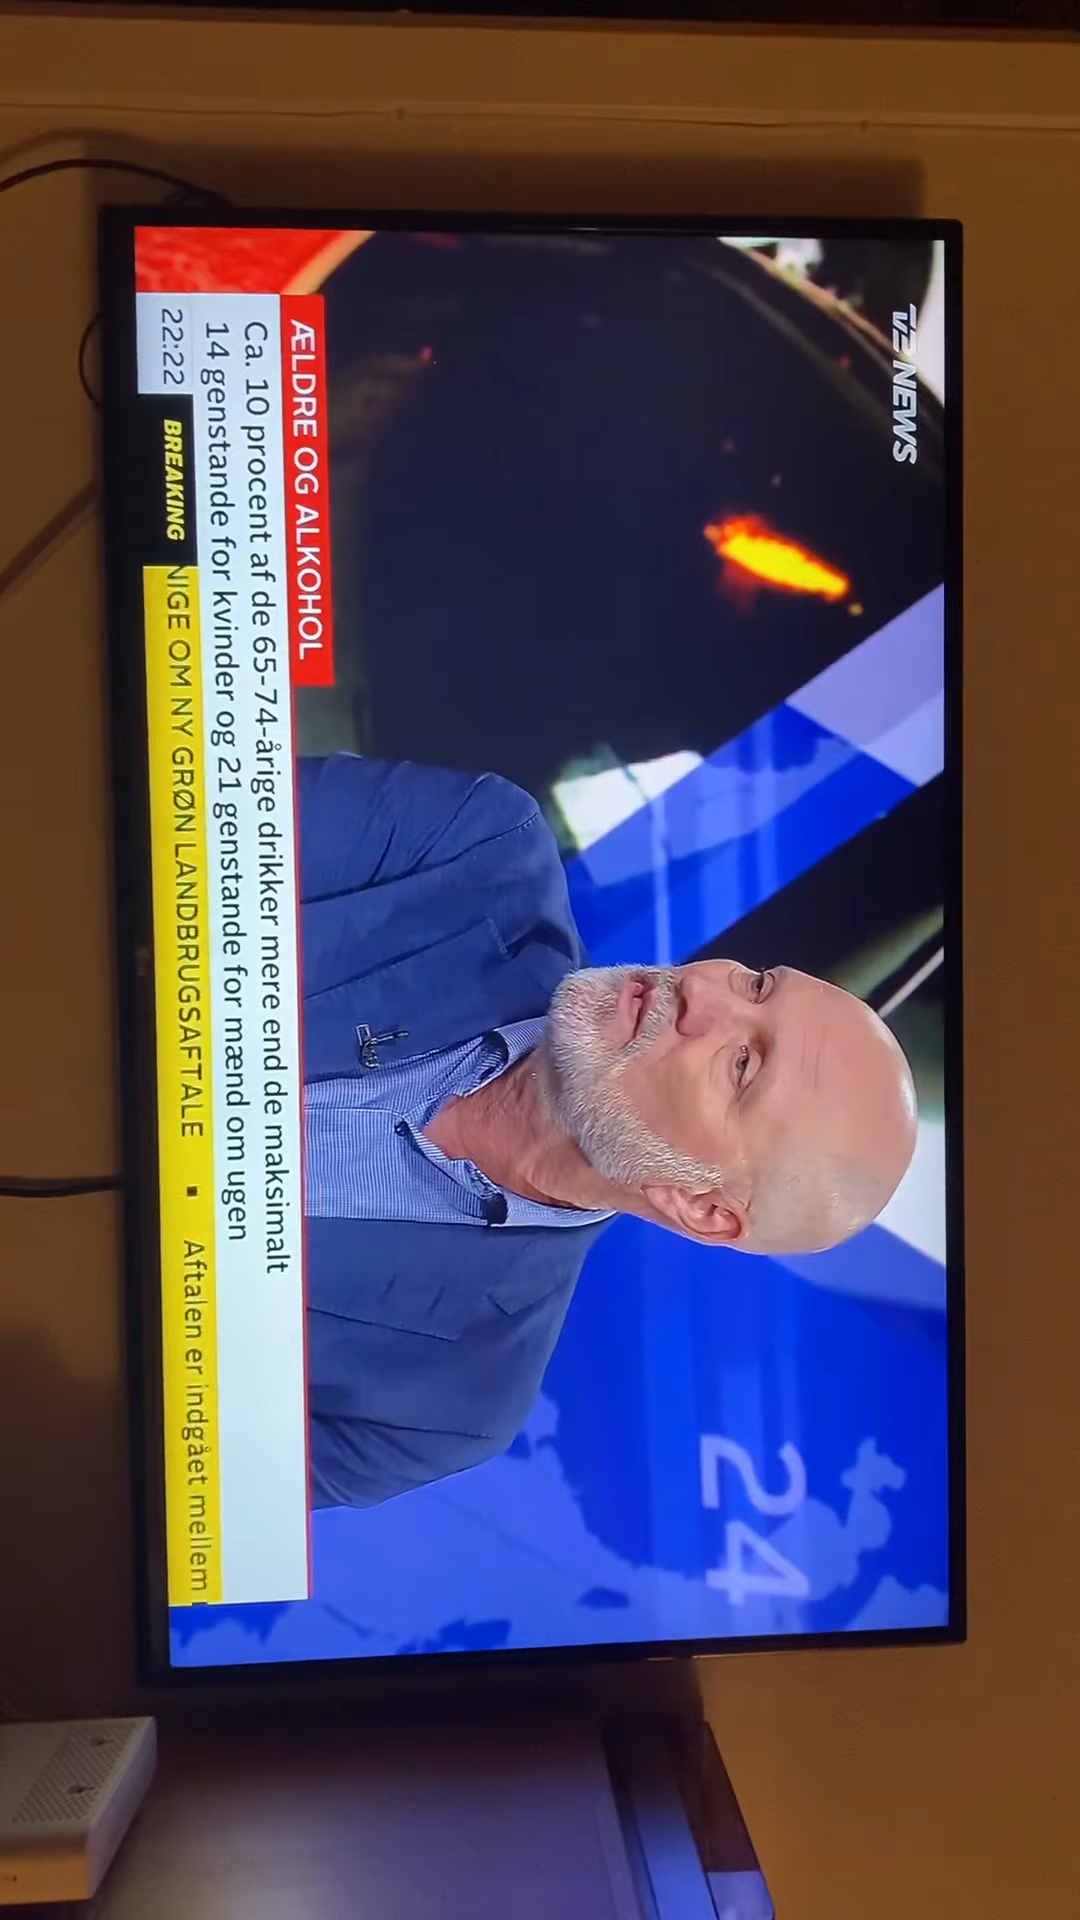 TV2 NEWS
24
ÆLDRE OG ALKOHOL
Ca. 10 procent af de 65-74-årige drikker mere end de maksimalt
14 genstande for kvinder og 21 genstande for mænd om ugen
22:22 BREAKING NIGE OM NY GRØN LANDBRUGSAFTALE ▪ Aftalen er indgået mellem